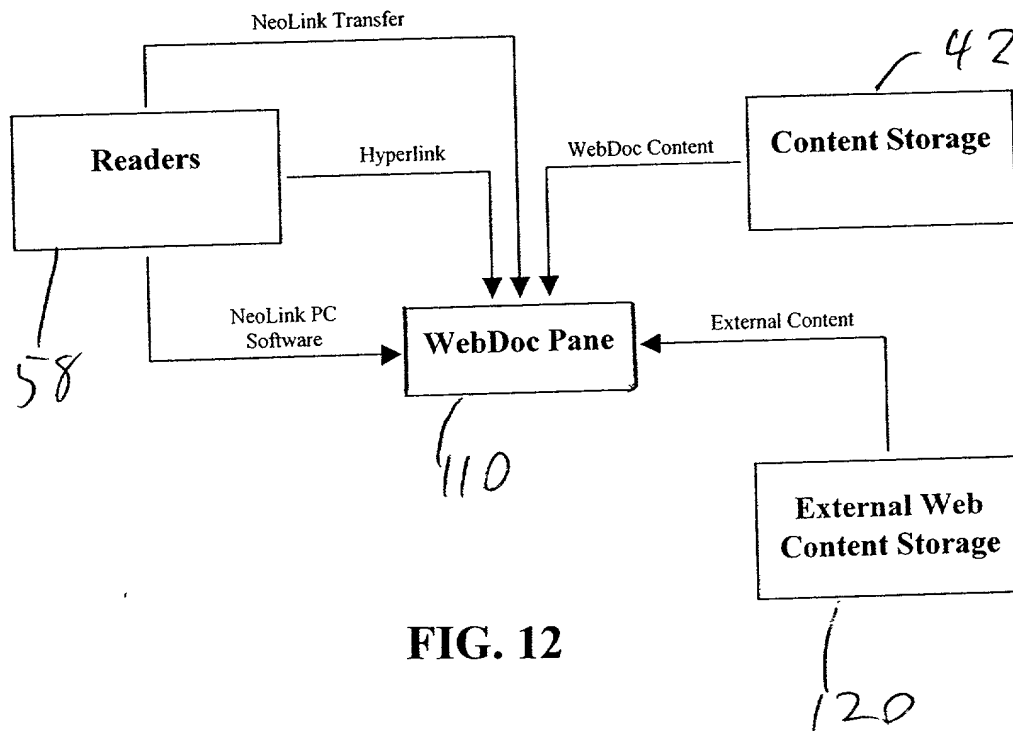 NeoLink Transfer
42
Readers
Hyperlink
WebDoc Content
Content Storage
NeoLink PC
Software
WebDoc Pane
External Content
58
110
External Web
Content Storage
FIG. 12
120